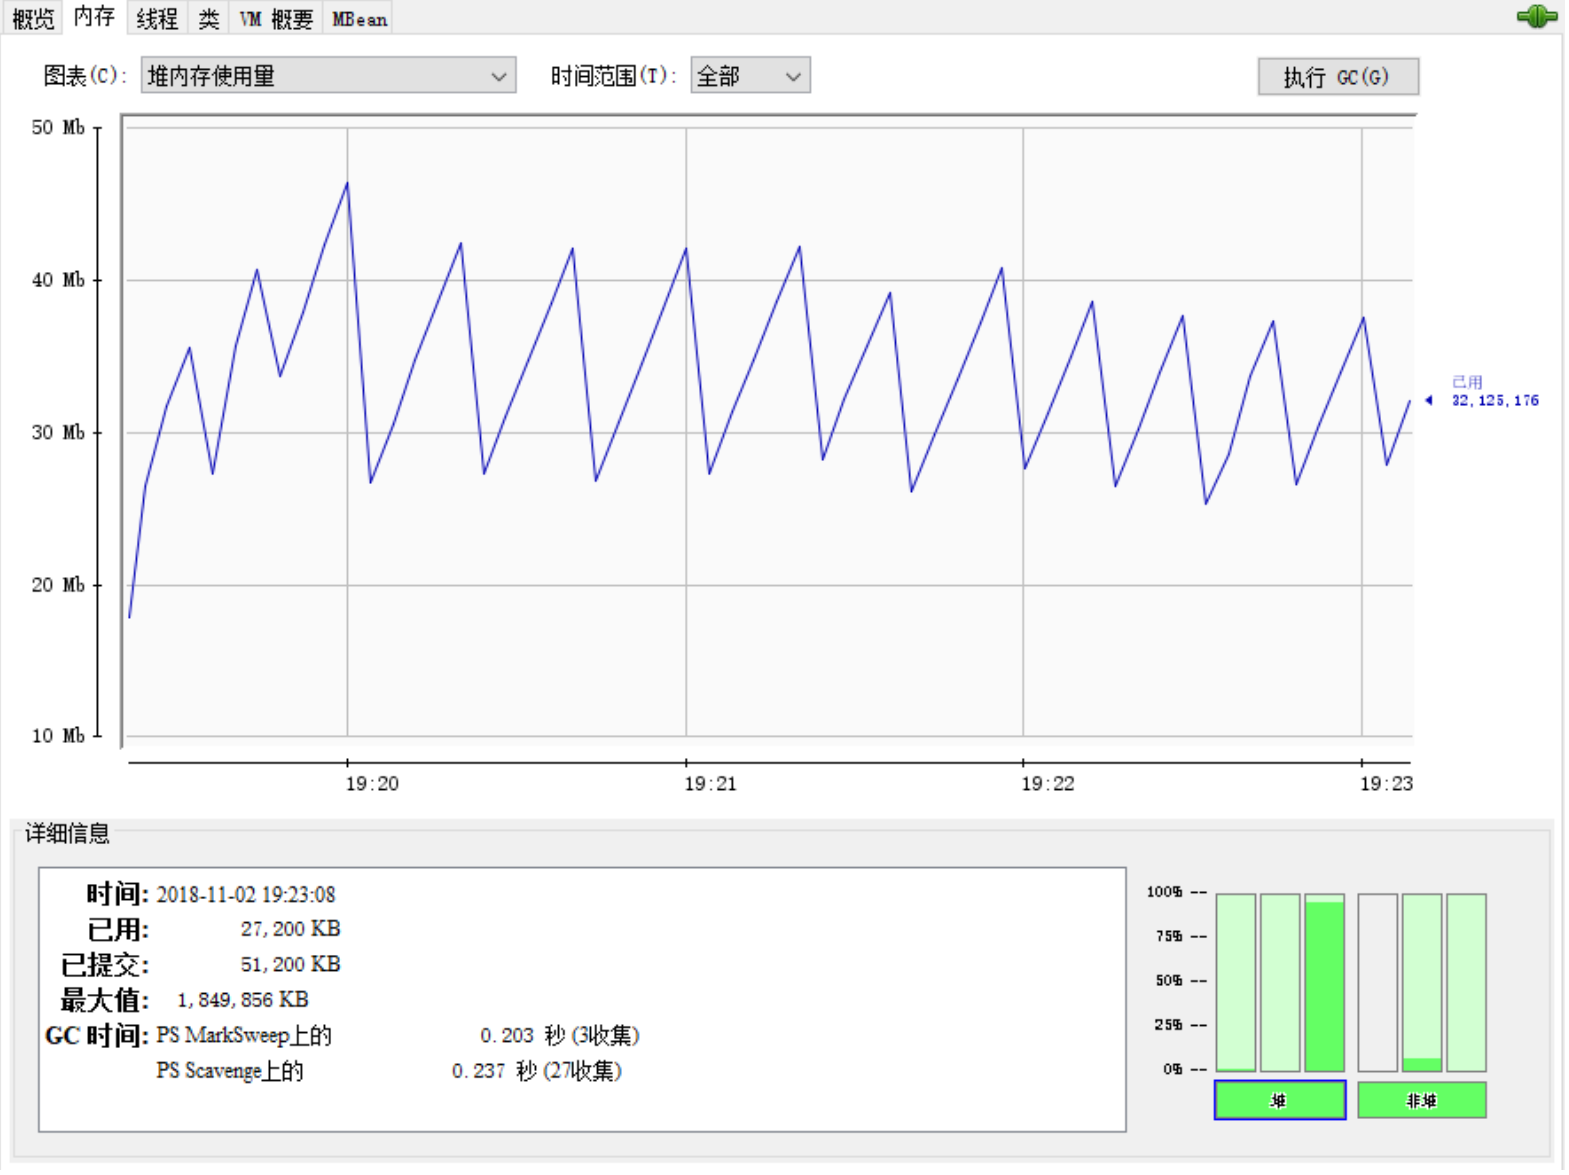 概览 内存 线程 类 VM 概要 MBean
图表(C): 堆内存使用量 时间范围(T): 全部 执行 GC(G)
50 Mb
40 Mb
30 Mb
20 Mb
10 Mb
已用
32,125,176
19:20 19:21 19:22 19:23
详细信息
时间: 2018-11-02 19:23:08
已用: 27,200 KB
已提交: 51,200 KB
最大值: 1,849,856 KB
GC 时间: PS MarkSweep上的 0.203 秒 (3收集)
PS Scavenge上的 0.237 秒 (27收集)
100% --
75% --
50% --
25% --
0% --
堆 非堆